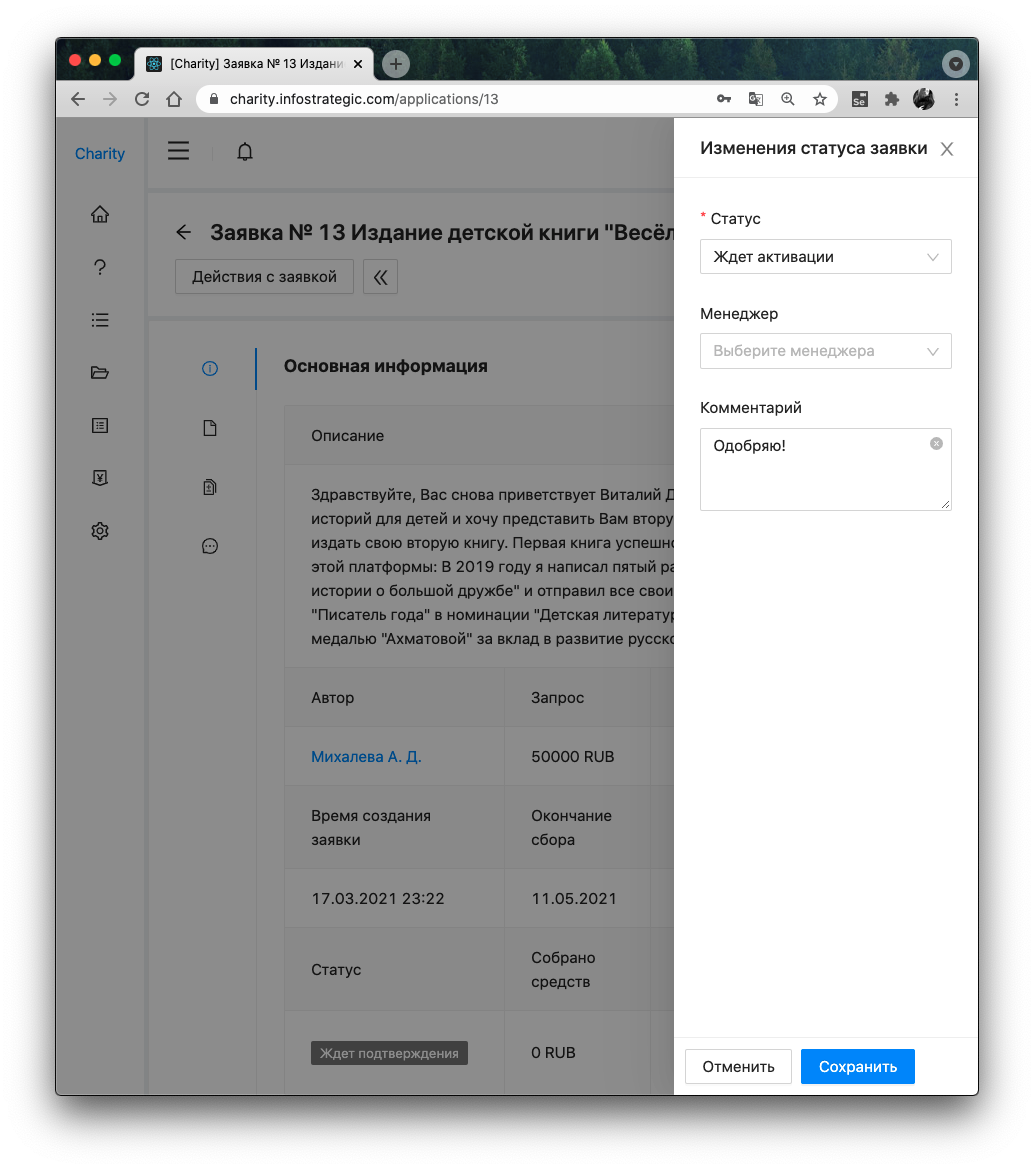 [Charity] Заявка № 13 Издани
charity.infostrategic.com/applications/13
Se
Charity
Заявка № 13 Издание детской книги "Весёл
Действия с заявкой
Основная информация
Описание
Здравствуйте, Вас снова приветствует Виталий Д
историй для детей и хочу представить Вам втору
издать свою вторую книгу. Первая книга успешно
этой платформы: В 2019 году я написал пятый ра
истории о большой дружбе" и отправил все свои
"Писатель года" в номинации "Детская литератур
медалью "Ахматовой" за вклад в развитие русско
Автор
Запрос
Михалева А. Д.
50000 RUB
Время создания
заявки
Окончание
сбора
17.03.2021 23:22
11.05.2021
Статус
Собрано
средств
Ждет подтверждения
0 RUB
Изменения статуса заявки
* Статус
Ждет активации
Менеджер
Выберите менеджера
Комментарий
Одобряю!
Отменить
Сохранить